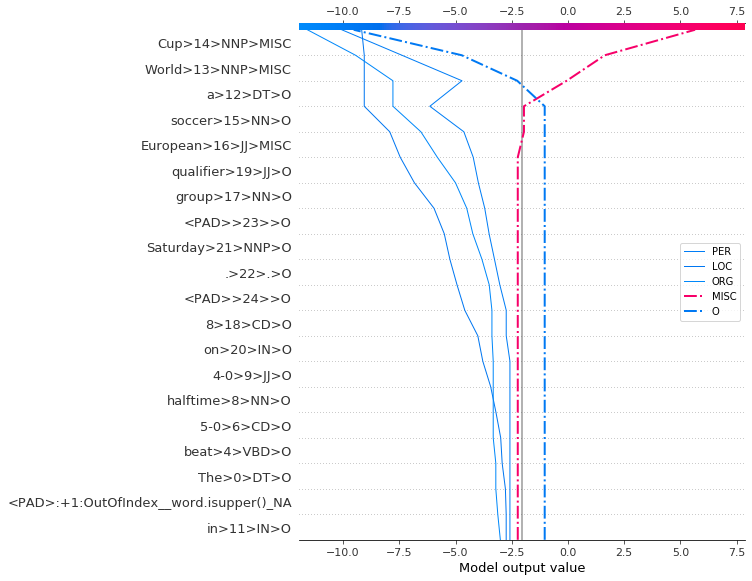 −10.0 −7.5 −5.0 −2.5 0.0 2.5 5.0 7.5
Cup>14>NNP>MISC
World>13>NNP>MISC
a>12>DT>O
soccer>15>NN>O
European>16>JJ>MISC
qualifier>19>JJ>O
group>17>NN>O
<PAD>>23>>O
Saturday>21>NNP>O
.>22>.>O
<PAD>>24>>O
8>18>CD>O
on>20>IN>O
4-0>9>JJ>O
halftime>8>NN>O
5-0>6>CD>O
beat>4>VBD>O
The>0>DT>O
<PAD>:+1:OutOfIndex__word.isupper()_NA
in>11>IN>O
PER
LOC
ORG
MISC
O
−10.0 −7.5 −5.0 −2.5 0.0 2.5 5.0 7.5
Model output value